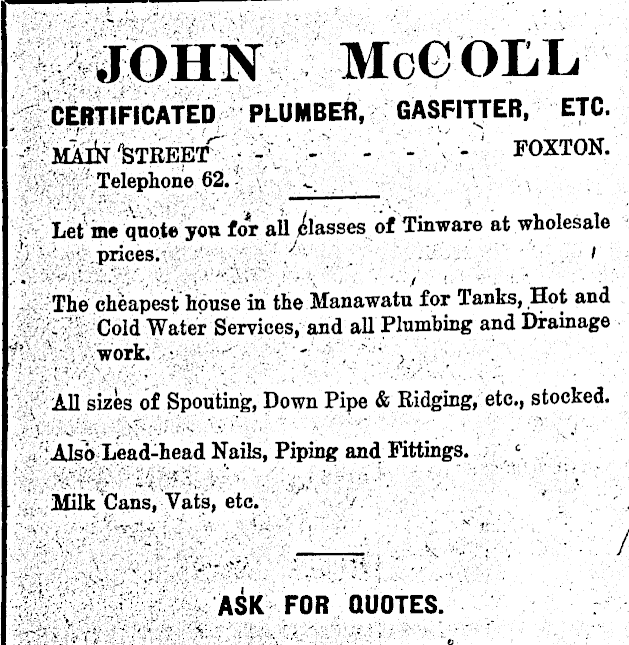 JOHN McCOLL
CERTIFICATED PLUMBER, GASFITTER, ETC.
MAIN STREET - - - - - FOXTON.
Telephone 62.
Let me quote you for all classes of Tinware at wholesale
prices.
The cheapest house in the Manawatu for Tanks, Hot and
Cold Water Services, and all Plumbing and Drainage
work.
All sizes of Spouting, Down Pipe & Ridging, etc., stocked.
Also Lead-head Nails, Piping and Fittings.
Milk Cans, Vats, etc.
ASK FOR QUOTES.